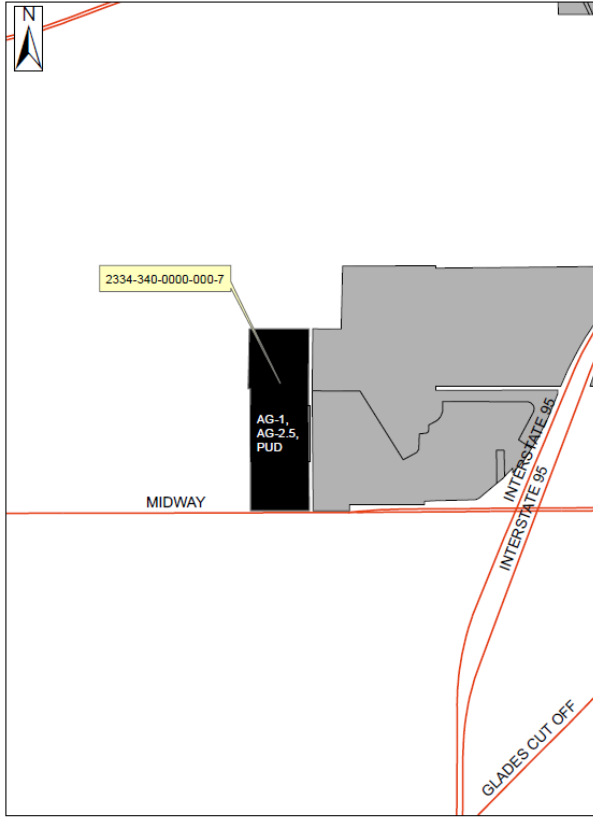 N
2334-340-0000-000-7
AG-1,
AG-2.5,
PUD
MIDWAY
INTERSTATE 95
INTERSTATE 95
GLADES CUT OFF